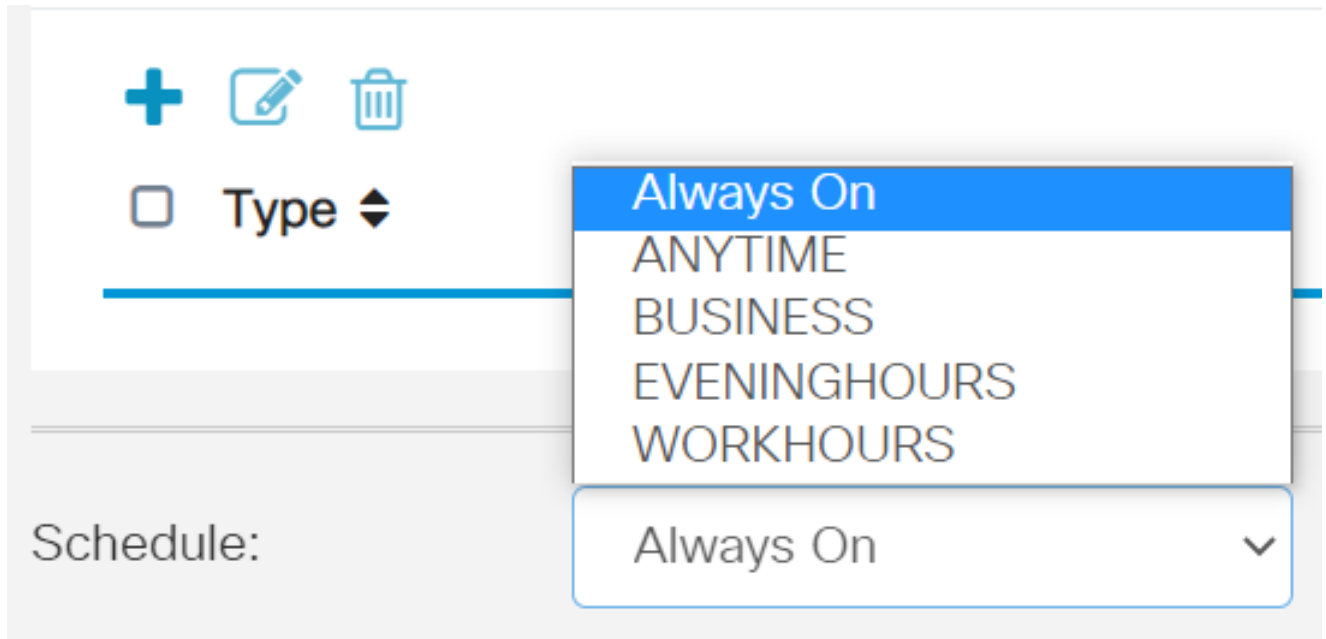 Type
Always On
ANYTIME
BUSINESS
EVENINGHOURS
WORKHOURS
Schedule:
Always On